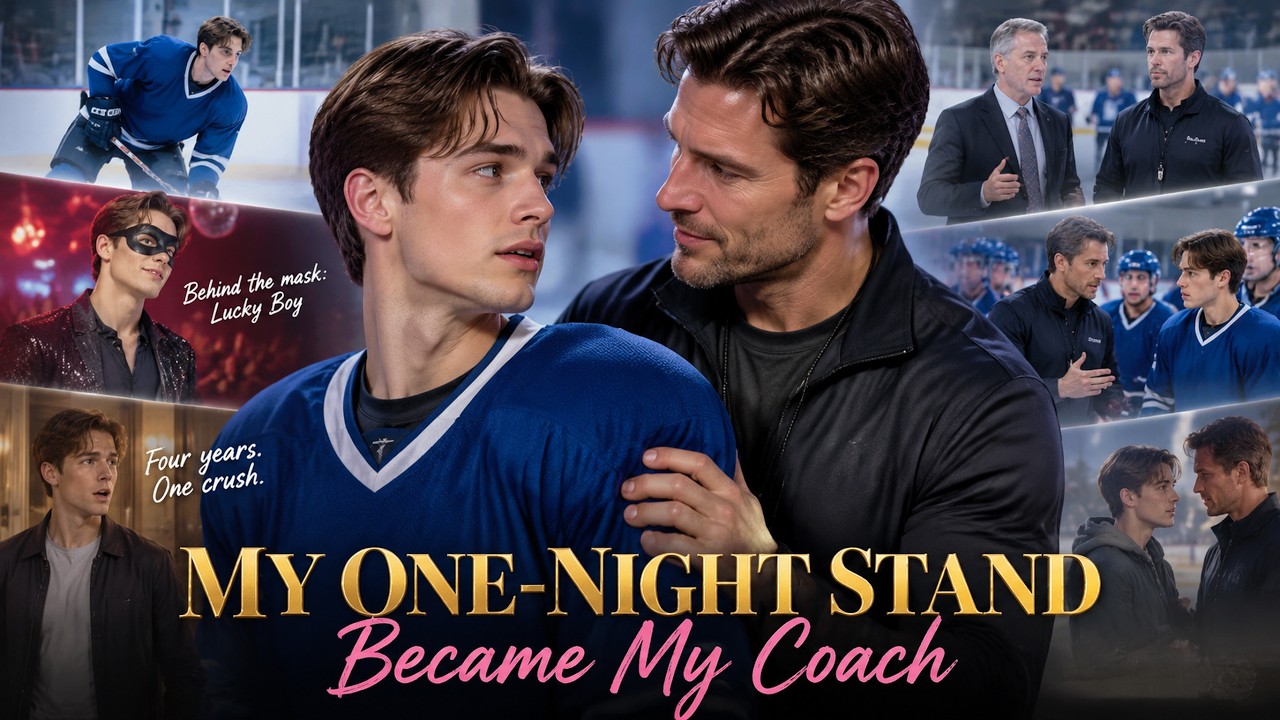 Behind the mask:
Lucky Boy
Four years.
One crush.
MY ONE-NIGHT STAND
Became My Coach